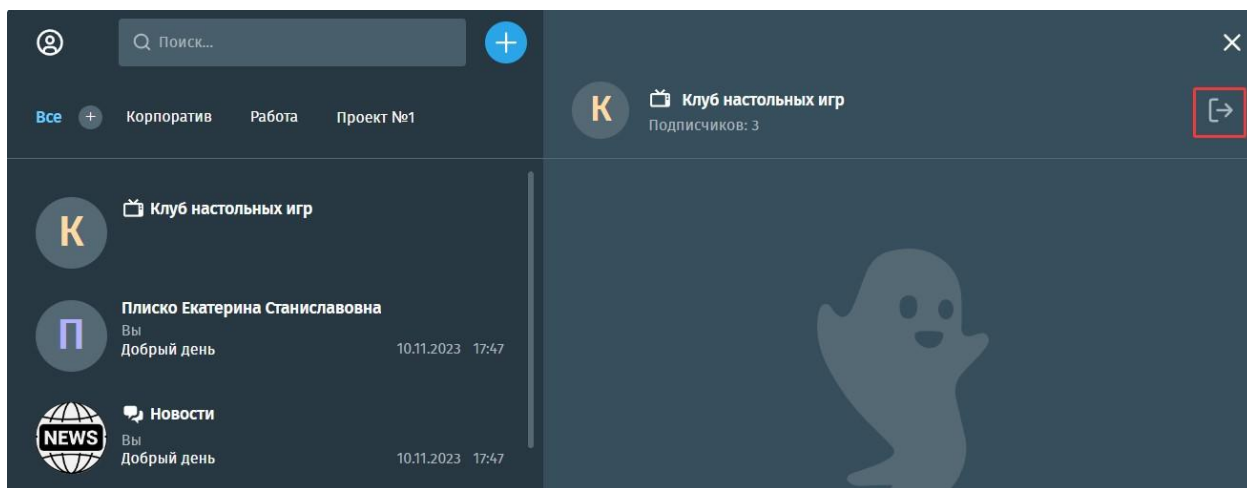 Поиск...
Все + Корпоратив Работа Проект №1
К Клуб настольных игр
Подписчиков: 3
К Клуб настольных игр
П Плиско Екатерина Станиславовна
Вы
Добрый день 10.11.2023 17:47
NEWS Новости
Вы
Добрый день 10.11.2023 17:47